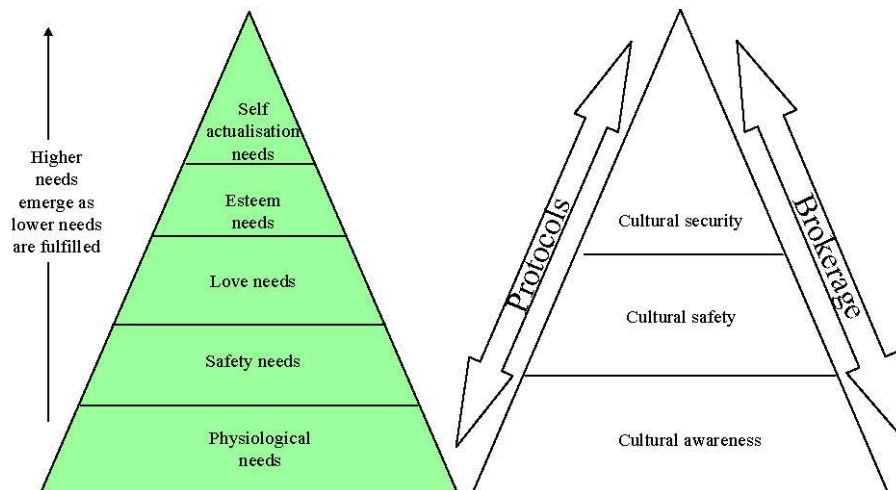 Higher
needs
emerge as
lower needs
are fulfilled
Self
actualisation
needs
Esteem
needs
Love needs
Safety needs
Physiological
needs
Protocols
Brokerage
Cultural security
Cultural safety
Cultural awareness